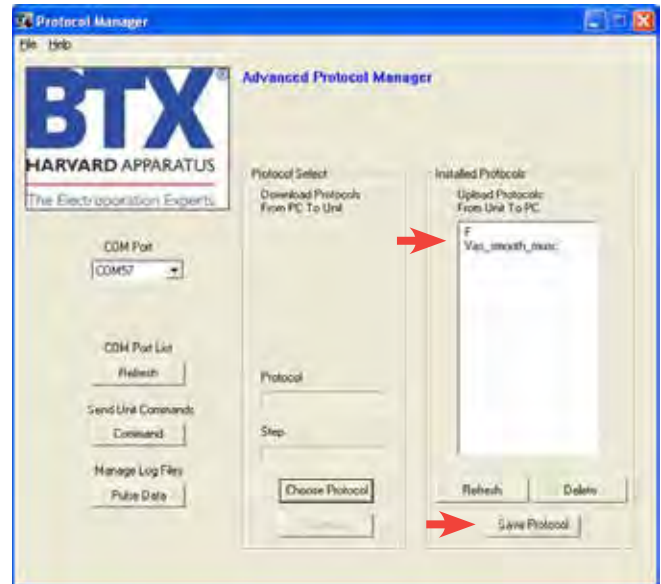 Protocol Manager
File Help
BTX®
HARVARD APPARATUS
The Electroporation Experts
Advanced Protocol Manager
COM Port
COM57
COM Port List
Refresh
Send Unit Commands
Command
Manage Log Files
Pulse Data
Protocol Select
Download Protocols
From PC To Unit
Protocol
Step
Choose Protocol
Installed Protocols
Upload Protocols
From Unit To PC
F
Vas_smooth_musc
Refresh Delete
Save Protocol